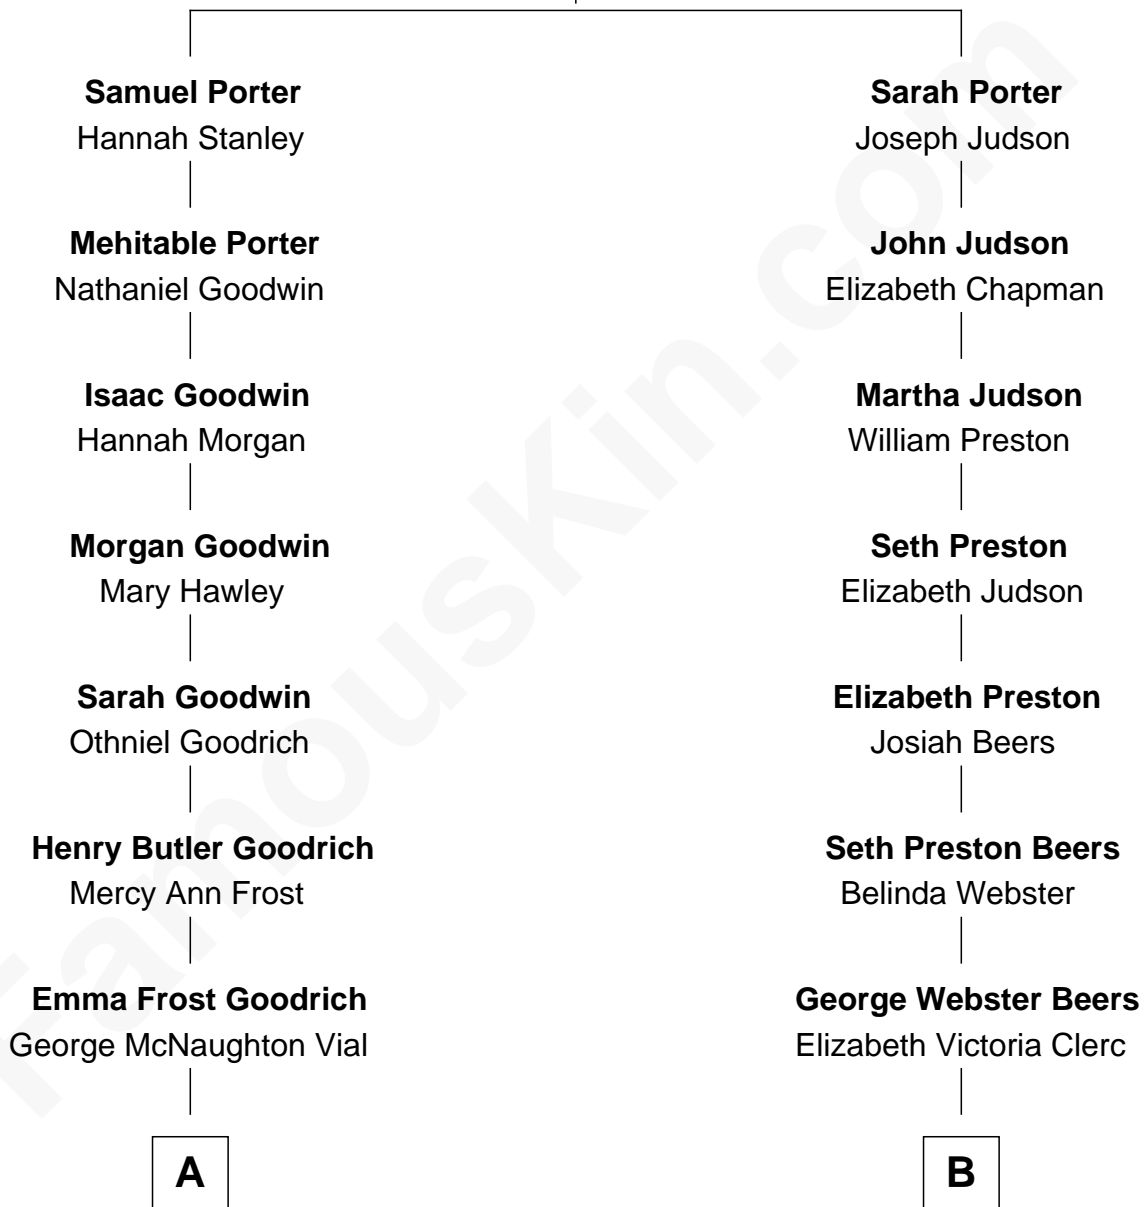 Samuel Porter
Hannah Stanley
Mehitable Porter
Nathaniel Goodwin
Isaac Goodwin
Hannah Morgan
Morgan Goodwin
Mary Hawley
Sarah Goodwin
Othniel Goodrich
Henry Butler Goodrich
Mercy Ann Frost
Emma Frost Goodrich
George McNaughton Vial
A
Sarah Porter
Joseph Judson
John Judson
Elizabeth Chapman
Martha Judson
William Preston
Seth Preston
Elizabeth Judson
Elizabeth Preston
Josiah Beers
Seth Preston Beers
Belinda Webster
George Webster Beers
Elizabeth Victoria Clerc
B
FamousKin.com